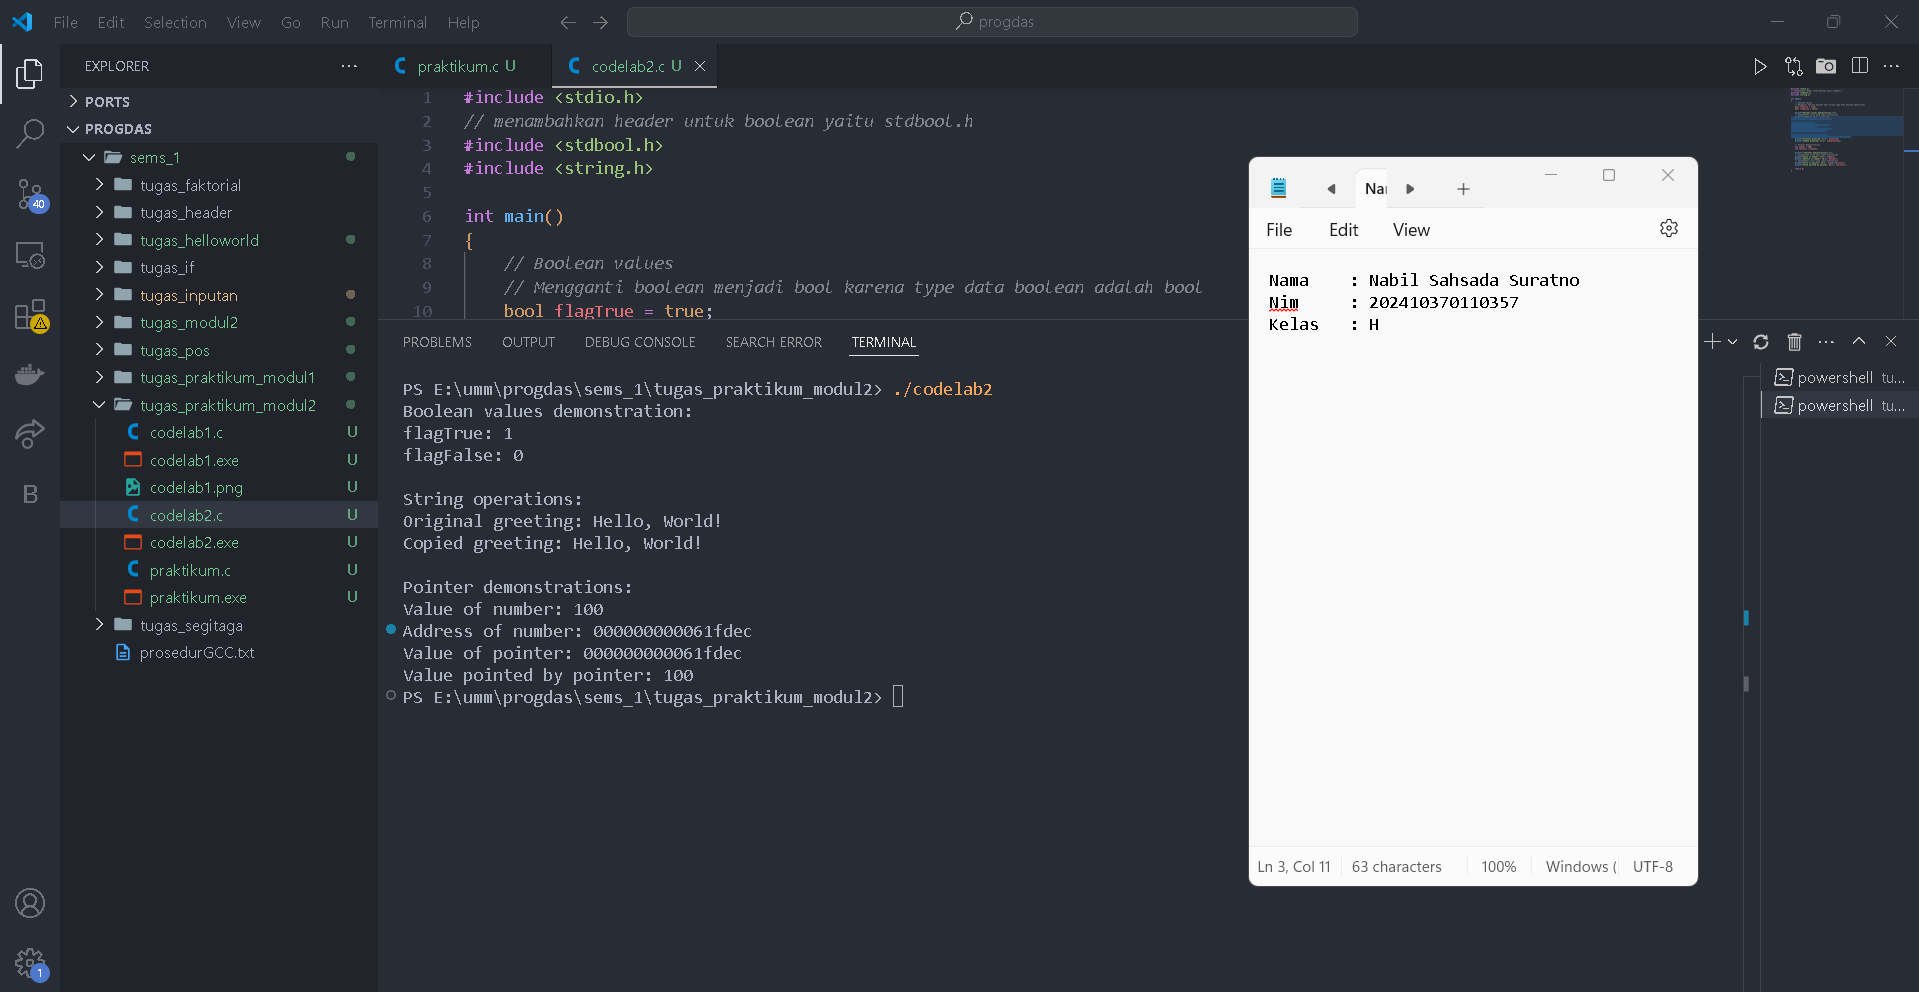 File Edit Selection View Go Run Terminal Help
progdas
EXPLORER
PORTS
PROGDAS
sems_1
tugas_faktorial
tugas_header
tugas_helloworld
tugas_if
tugas_inputan
tugas_modul2
tugas_pos
tugas_praktikum_modul1
tugas_praktikum_modul2
codelab1.c U
codelab1.exe U
codelab1.png U
codelab2.c U
codelab2.exe U
praktikum.c U
praktikum.exe U
tugas_segitaga
prosedurGCC.txt
40
B
1
praktikum.c U
codelab2.c U
1 #include <stdio.h>
2 // menambahkan header untuk boolean yaitu stdbool.h
3 #include <stdbool.h>
4 #include <string.h>
5
6 int main()
7 {
8 // Boolean values
9 // Mengganti boolean menjadi bool karena type data boolean adalah bool
10 bool flagTrue = true;
PROBLEMS OUTPUT DEBUG CONSOLE SEARCH ERROR TERMINAL
PS E:\umm\progdas\sems_1\tugas_praktikum_modul2> ./codelab2
Boolean values demonstration:
flagTrue: 1
flagFalse: 0
String operations:
Original greeting: Hello, World!
Copied greeting: Hello, World!
Pointer demonstrations:
Value of number: 100
Address of number: 000000000061fdec
Value of pointer: 000000000061fdec
Value pointed by pointer: 100
PS E:\umm\progdas\sems_1\tugas_praktikum_modul2>
powershell tu...
powershell tu...
Nar
File Edit View
Nama : Nabil Sahsada Suratno
Nim : 202410370110357
Kelas : H
Ln 3, Col 11 63 characters 100% Windows ( UTF-8